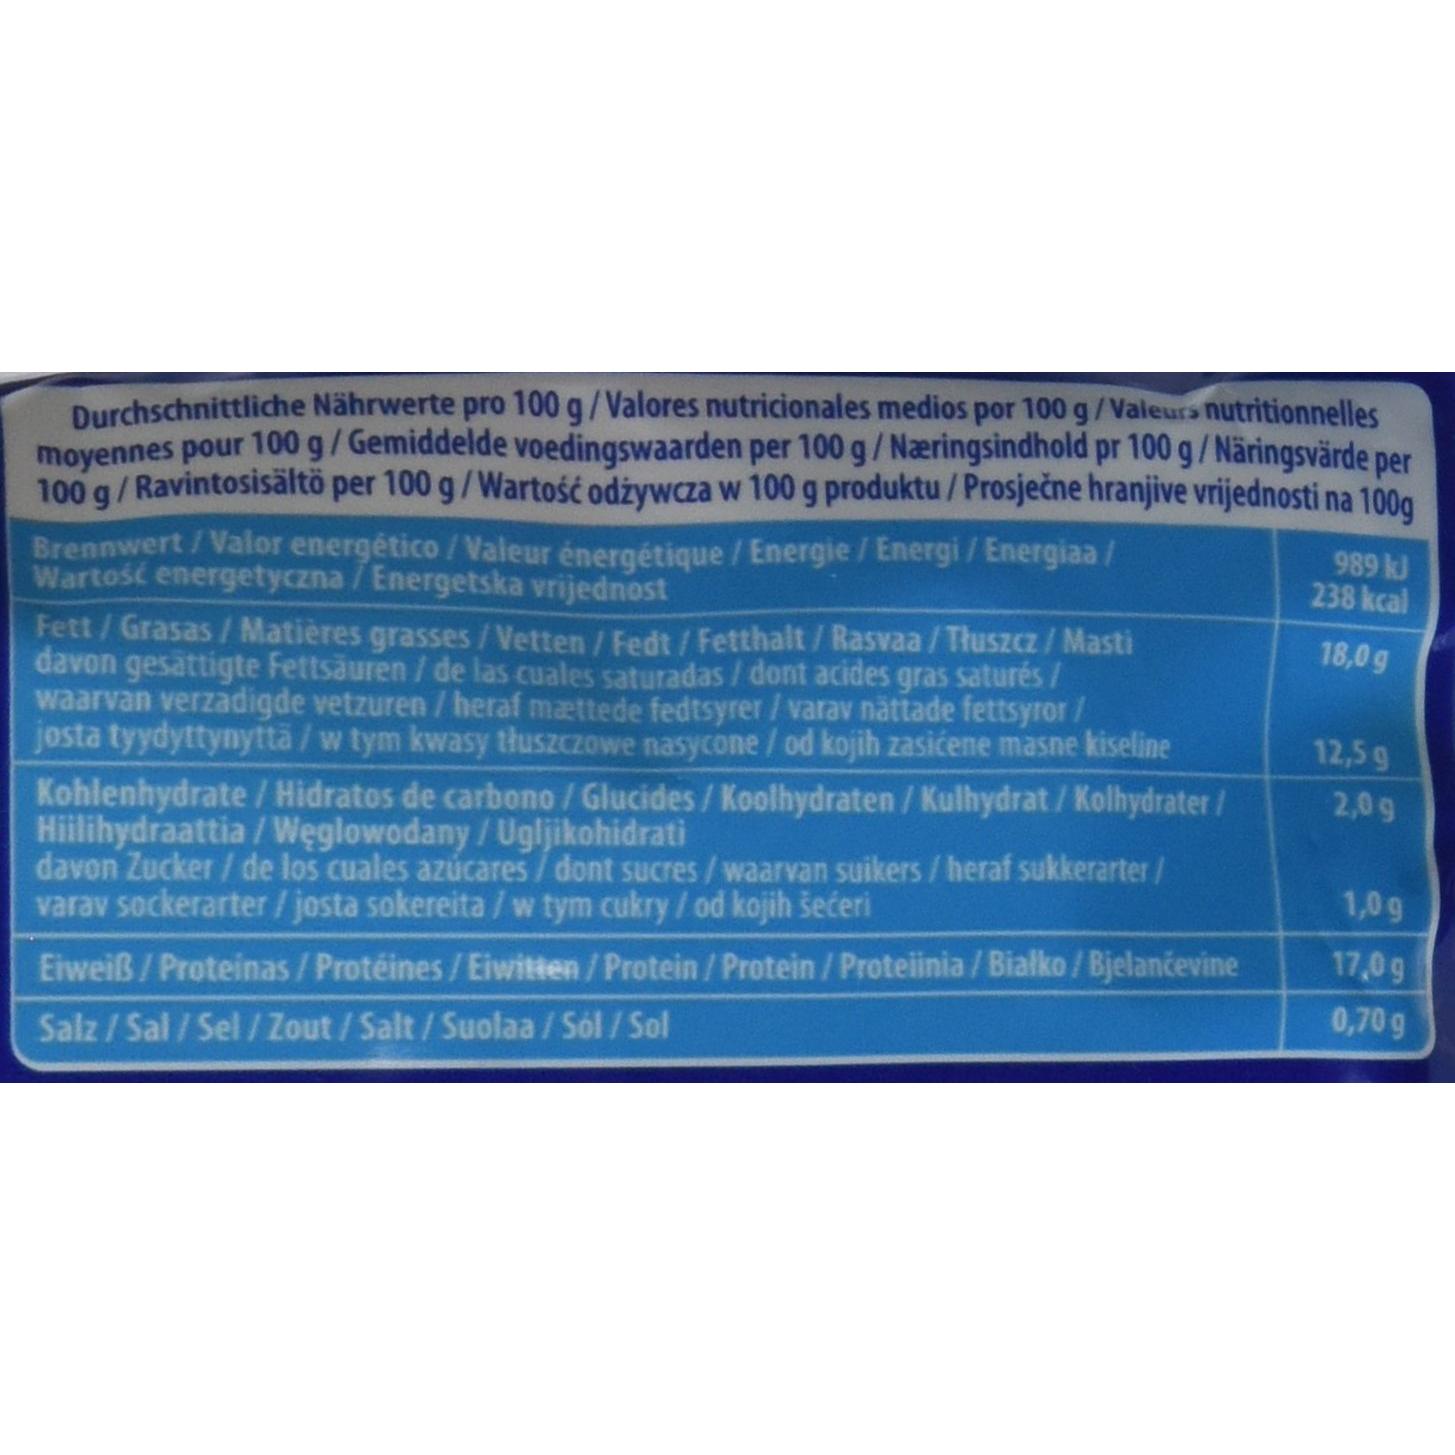 Durchschnittliche Nährwerte pro 100 g / Valores nutricionales medios por 100 g / Valeurs nutritionnelles
moyennes pour 100 g / Gemiddelde voedingswaarden per 100 g / Næringsindhold pr 100 g / Näringsvärde per
100 g / Ravintosisältö per 100 g / Wartość odżywcza w 100 g produktu / Prosječne hranjive vrijednosti na 100g
Brennwert / Valor energético / Valeur énergétique / Energie / Energi / Energiaa / 989 kJ
Wartość energetyczna / Energetska vrijednost 238 kcal
Fett / Grasas / Matières grasses / Vetten / Fedt / Fetthalt / Rasvaa / Tłuszcz / Masti 18,0 g
davon gesättigte Fettsäuren / de las cuales saturadas / dont acides gras saturés /
waarvan verzadigde vetzuren / heraf mættede fedtsyrer / varav nättade fettsyror /
josta tyydyttynyttä / w tym kwasy tłuszczowe nasycone / od kojih zasićene masne kiseline 12,5 g
Kohlenhydrate / Hidratos de carbono / Glucides / Koolhydraten / Kulhydrat / Kolhydrater / 2,0 g
Hiilihydraattia / Węglowodany / Ugljikohidrati
davon Zucker / de los cuales azúcares / dont sucres / waarvan suikers / heraf sukkerarter /
varav sockerarter / josta sokereita / w tym cukry / od kojih šećeri 1,0 g
Eiweiß / Proteinas / Protéines / Eiwitten / Protein / Protein / Proteiinia / Białko / Bjelančevine 17,0 g
Salz / Sal / Sel / Zout / Salt / Suolaa / Sól / Sol 0,70 g